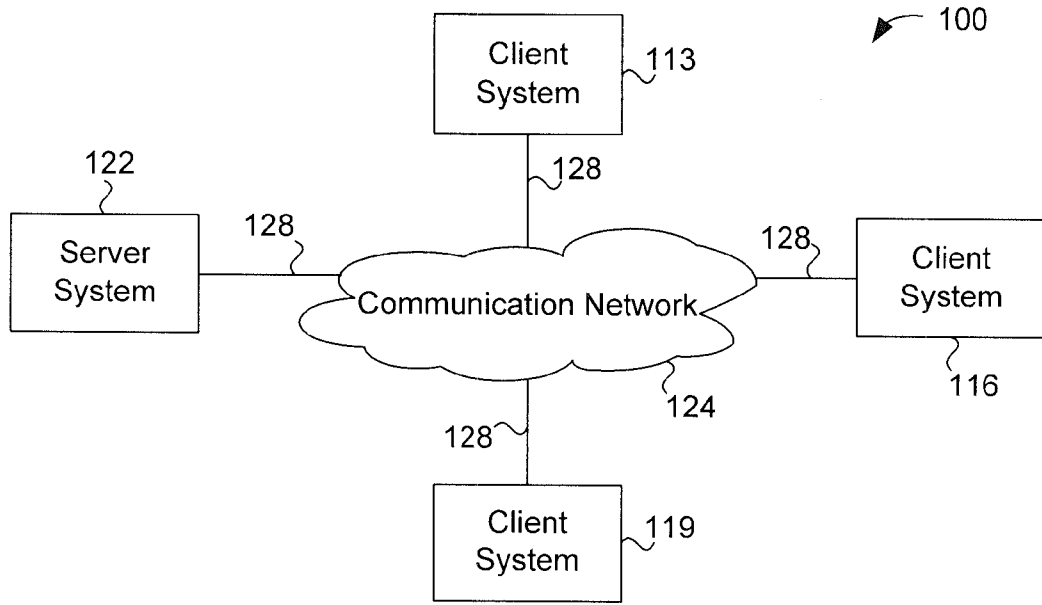 100
Client
System
113
128
122
Server
System
128
Communication Network
128
Client
System
116
124
128
Client
System
119